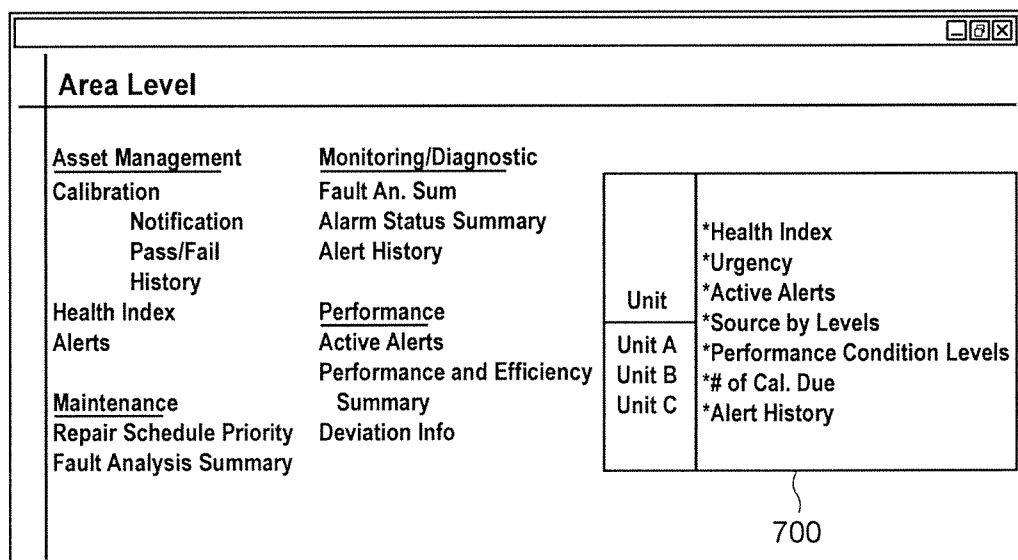 Area Level
Asset Management
Calibration
Notification
Pass/Fail
History
Health Index
Alerts
Maintenance
Repair Schedule Priority
Fault Analysis Summary
Monitoring/Diagnostic
Fault An. Sum
Alarm Status Summary
Alert History
Performance
Active Alerts
Performance and Efficiency
Summary
Deviation Info
Unit
Unit A
Unit B
Unit C
*Health Index
*Urgency
*Active Alerts
*Source by Levels
*Performance Condition Levels
*# of Cal. Due
*Alert History
700